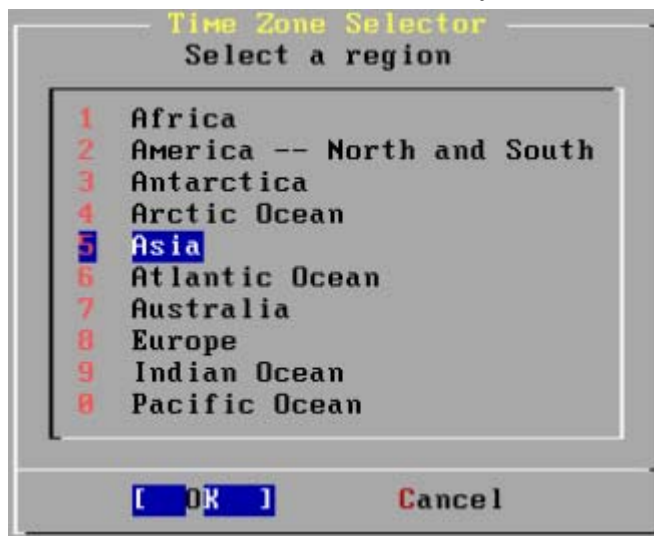 Time Zone Selector
Select a region
1 Africa
2 America -- North and South
3 Antarctica
4 Arctic Ocean
5 Asia
6 Atlantic Ocean
7 Australia
8 Europe
9 Indian Ocean
0 Pacific Ocean
[ OK ] Cancel